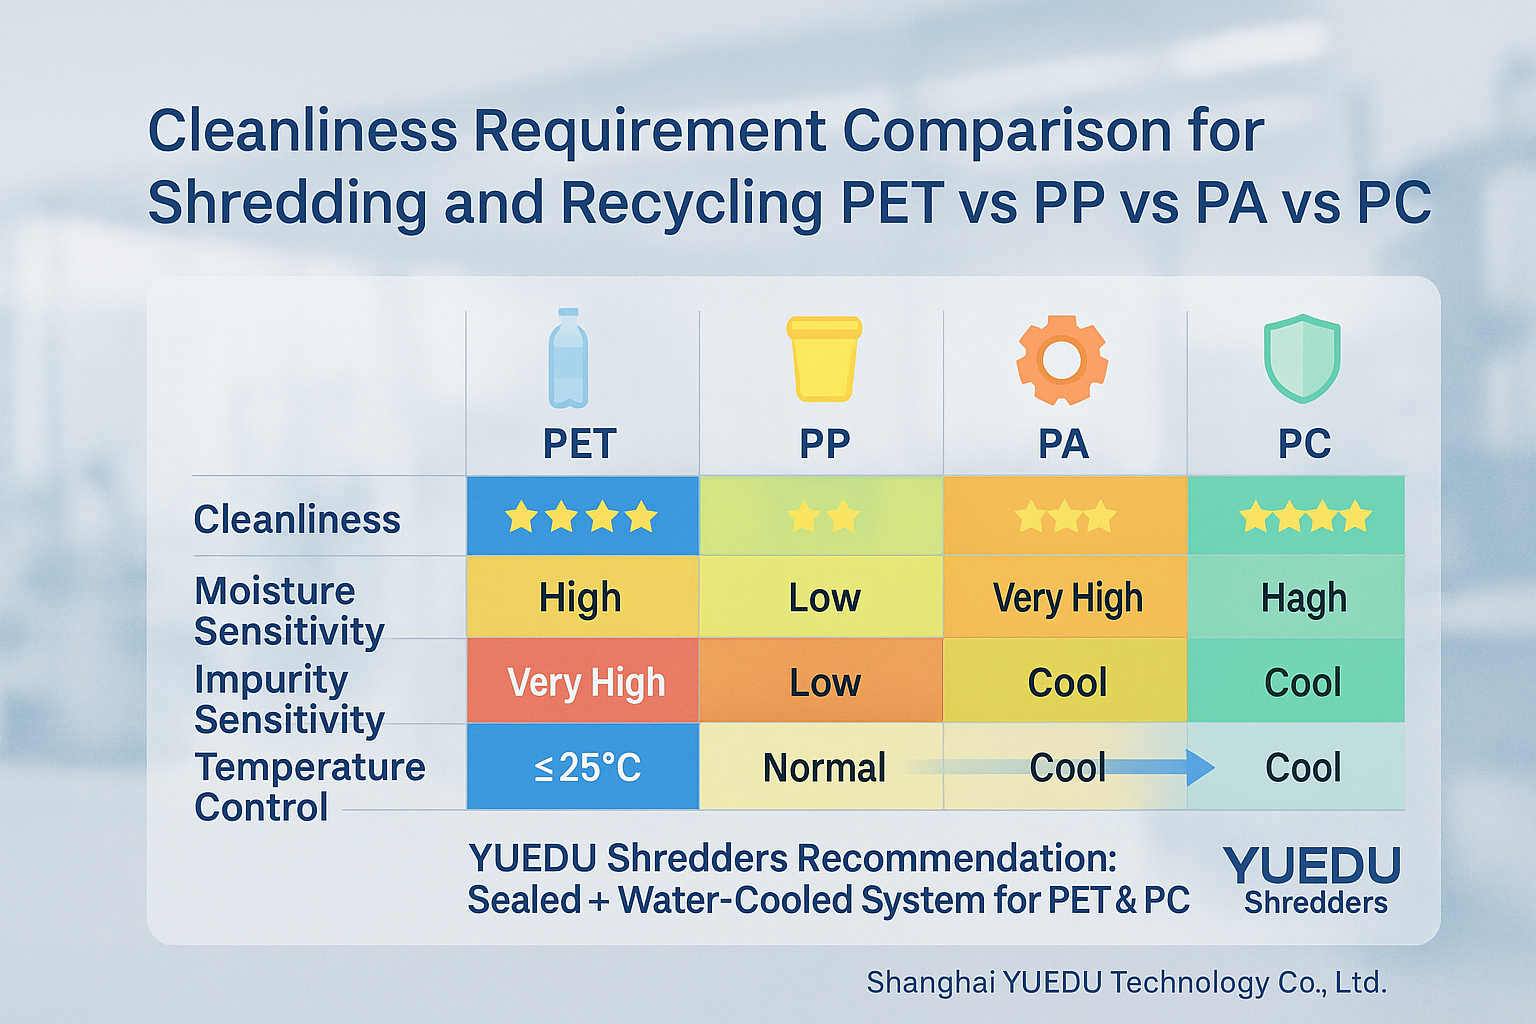 Cleanliness Requirement Comparison for
Shredding and Recycling PET vs PP vs PA vs PC
PET PP PA PC
Cleanliness
Moisture
Sensitivity
High Low Very High Hagh
Impurity
Sensitivity
Very High Low Cool Cool
Temperature
Control
≤25°C Normal Cool Cool
YUEDU Shredders Recommendation:
Sealed + Water-Cooled System for PET & PC
YUEDU
Shredders
Shanghai YUEDU Technology Co., Ltd.